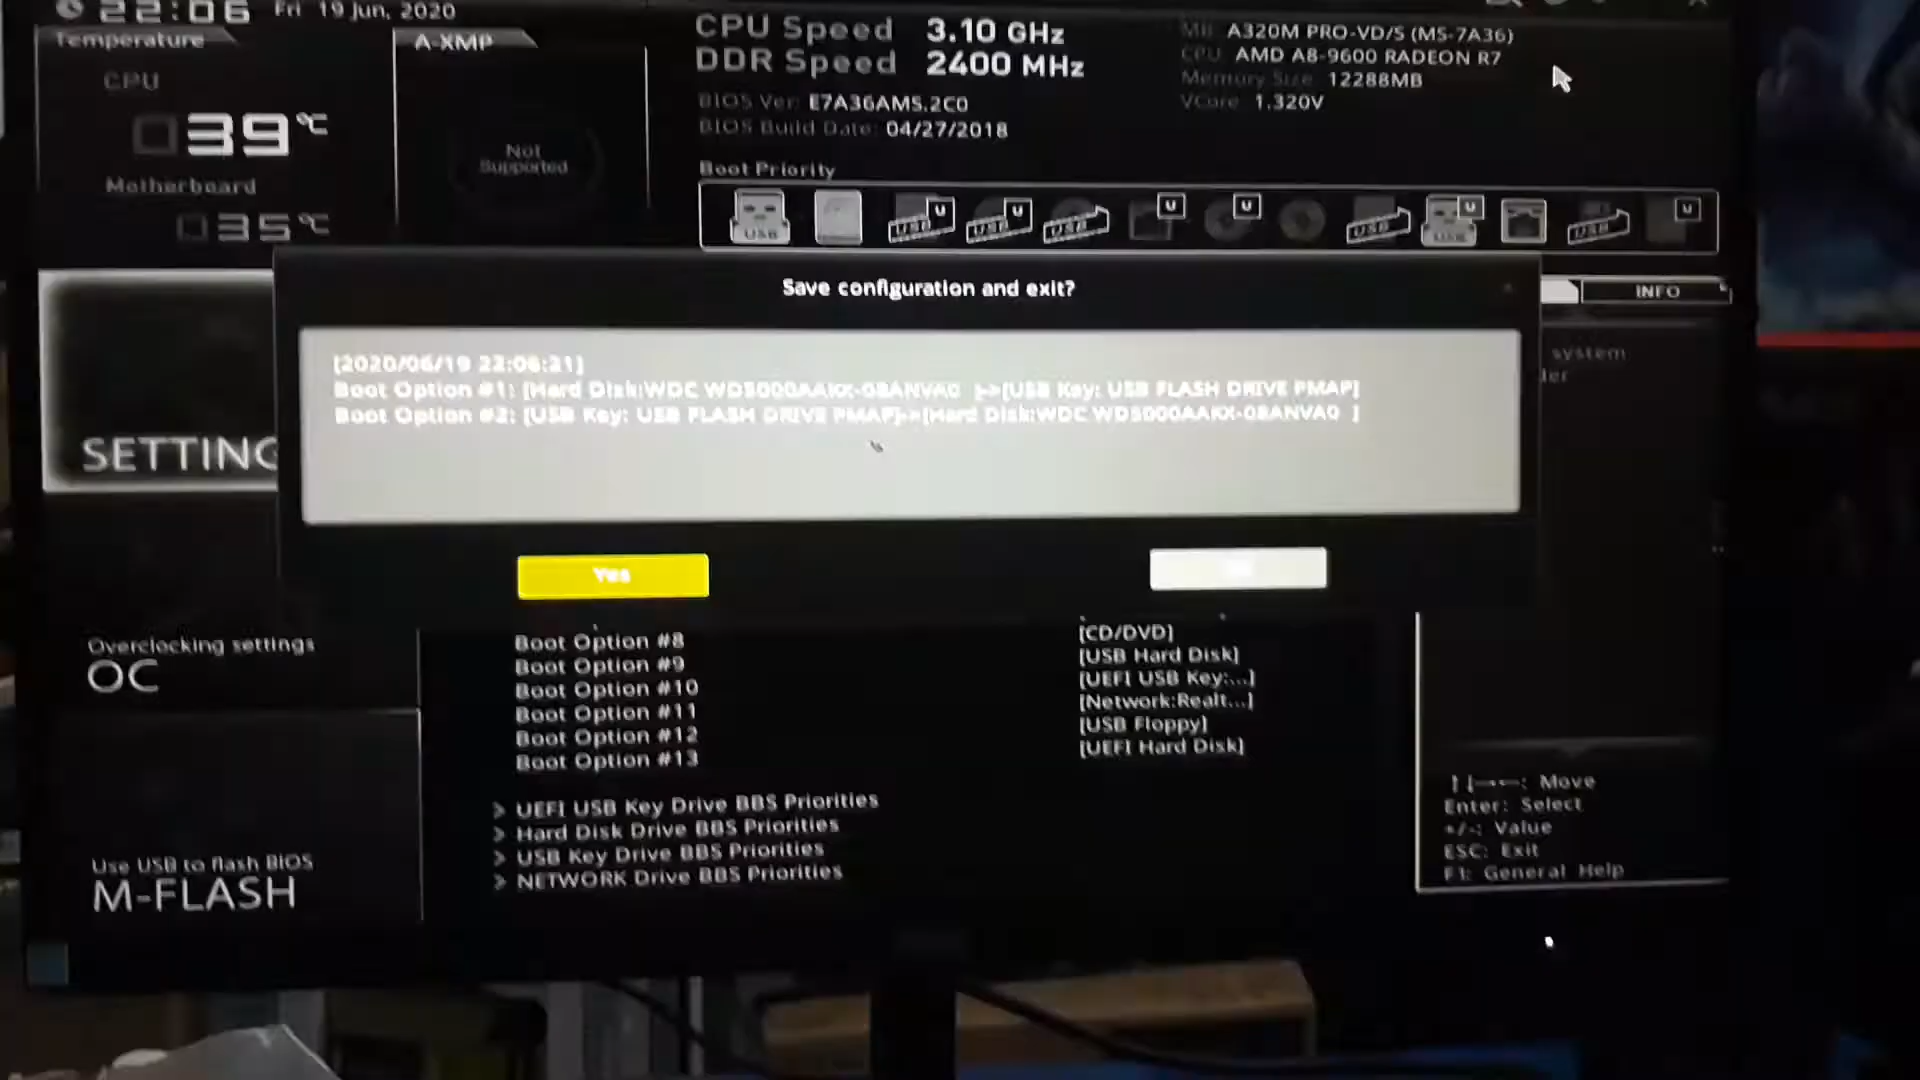 22:06 Fri 19 Jun, 2020
Temperature
CPU
39°C
Motherboard
35°C
A-XMP
Not
Supported
CPU Speed 3.10 GHz
DDR Speed 2400 MHz
BIOS Ver: E7A36AMS.2C0
BIOS Build Date: 04/27/2018
MB: A320M PRO-VD/S (MS-7A36)
CPU: AMD A8-9600 RADEON R7
Memory Size: 12288MB
VCore: 1.320V
Boot Priority
USB U USB U USB U USB U U USB U USB USB U
INFO
system
Save configuration and exit?
[2020/06/19 22:06:21]
Boot Option #1: [Hard Disk:WDC WD5000AAKX-08ANVA0 ]->[USB Key: USB FLASH DRIVE PMAP]
Boot Option #2: [USB Key: USB FLASH DRIVE PMAP]->[Hard Disk:WDC WD5000AAKX-08ANVA0 ]
Yes
SETTING
Overclocking settings
OC
Use USB to flash BIOS
M-FLASH
Boot Option #8 [CD/DVD]
Boot Option #9 [USB Hard Disk]
Boot Option #10 [UEFI USB Key:...]
Boot Option #11 [Network:Realt...]
Boot Option #12 [USB Floppy]
Boot Option #13 [UEFI Hard Disk]
> UEFI USB Key Drive BBS Priorities
> Hard Disk Drive BBS Priorities
> USB Key Drive BBS Priorities
> NETWORK Drive BBS Priorities
↑↓→←: Move
Enter: Select
+/-: Value
ESC: Exit
F1: General Help